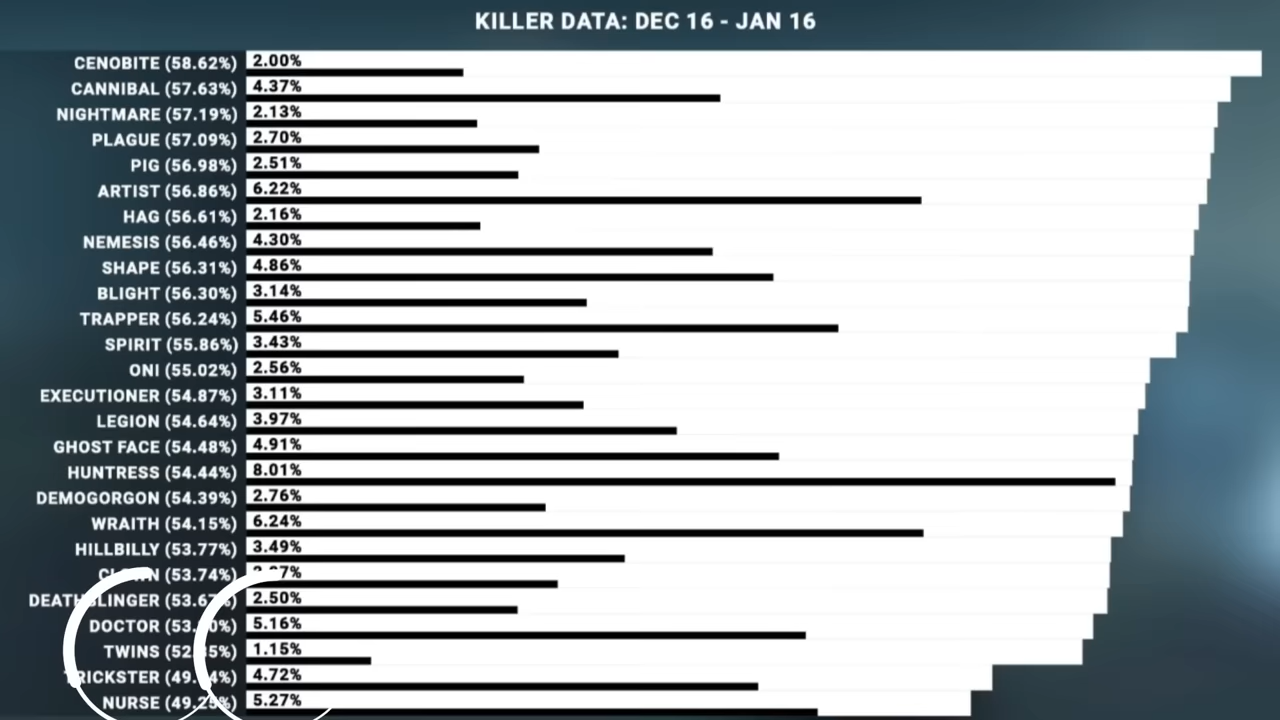 KILLER DATA: DEC 16 - JAN 16
CENOBITE (58.62%) 2.00%
CANNIBAL (57.63%) 4.37%
NIGHTMARE (57.19%) 2.13%
PLAGUE (57.09%) 2.70%
PIG (56.98%) 2.51%
ARTIST (56.86%) 6.22%
HAG (56.61%) 2.16%
NEMESIS (56.46%) 4.30%
SHAPE (56.31%) 4.86%
BLIGHT (56.30%) 3.14%
TRAPPER (56.24%) 5.46%
SPIRIT (55.86%) 3.43%
ONI (55.02%) 2.56%
EXECUTIONER (54.87%) 3.11%
LEGION (54.64%) 3.97%
GHOST FACE (54.48%) 4.91%
HUNTRESS (54.44%) 8.01%
DEMOGORGON (54.39%) 2.76%
WRAITH (54.15%) 6.24%
HILLBILLY (53.77%) 3.49%
CLOWN (53.74%)
DEATHSLINGER 2.50%
DOCTOR 5.16%
TWINS 1.15%
TRICKSTER 4.72%
NURSE 5.27%